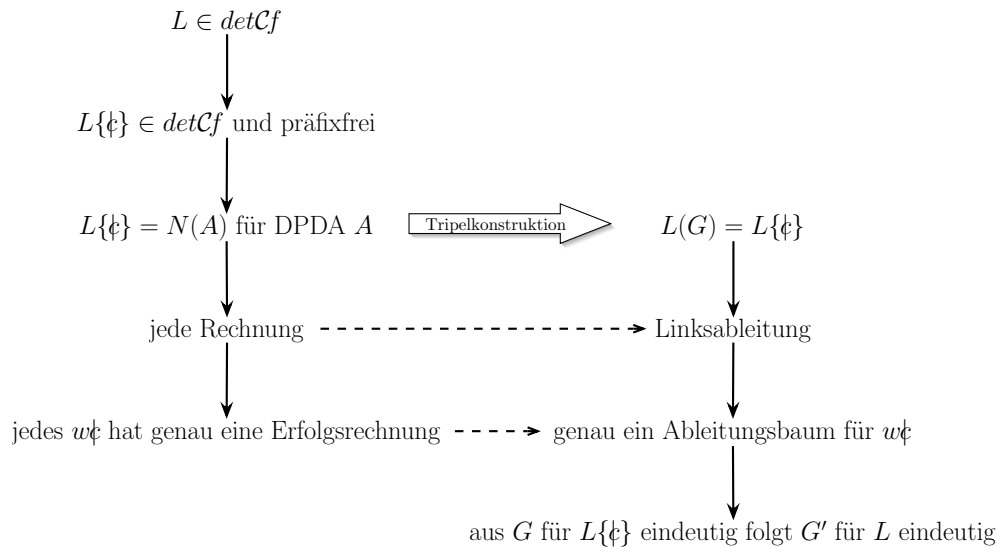 L ∈ detCf
L{¢} ∈ detCf und präfixfrei
L{¢} = N(A) für DPDA A
Tripelkonstruktion
L(G) = L{¢}
jede Rechnung
Linksableitung
jedes w¢ hat genau eine Erfolgsrechnung
genau ein Ableitungsbaum für w¢
aus G für L{¢} eindeutig folgt G′ für L eindeutig